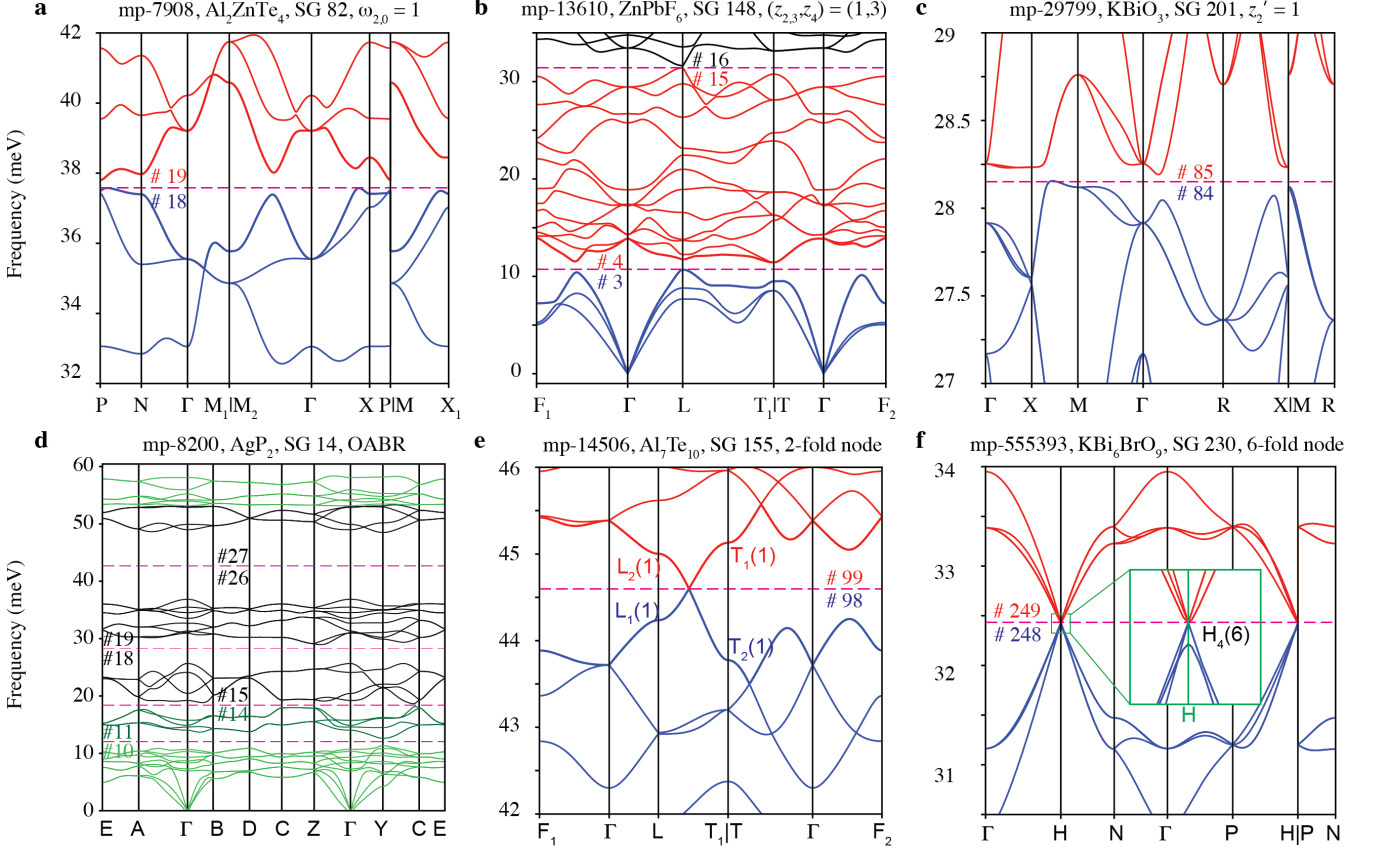 a mp-7908, Al2ZnTe4, SG 82, ω2,0 = 1
Frequency (meV)
42
40
38
36
34
32
# 19
# 18
P N Γ M1|M2 Γ X P|M X1
b mp-13610, ZnPbF6, SG 148, (z2,3,z4) = (1,3)
30
20
10
0
# 16
# 15
# 4
# 3
F1 Γ L T1|T Γ F2
c mp-29799, KBiO3, SG 201, z2' = 1
29
28.5
28
27.5
27
# 85
# 84
Γ X M Γ R X|M R
d mp-8200, AgP2, SG 14, OABR
Frequency (meV)
60
50
40
30
20
10
0
#27
#26
#19
#18
#15
#14
#11
#10
E A Γ B D C Z Γ Y C E
e mp-14506, Al7Te10, SG 155, 2-fold node
46
45
44
43
42
L2(1)
T1(1)
# 99
# 98
L1(1)
T2(1)
F1 Γ L T1|T Γ F2
f mp-555393, KBi6BrO9, SG 230, 6-fold node
34
33
32
31
# 249
# 248
H4(6)
H
Γ H N Γ P H|P N